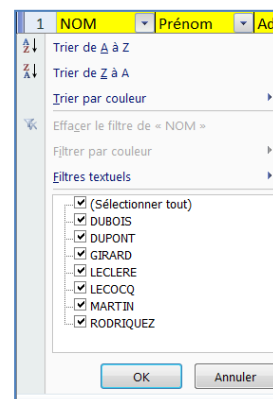 1 NOM Prénom Ad
Trier de A à Z
Trier de Z à A
Trier par couleur
Effacer le filtre de « NOM »
Filtrer par couleur
Filtres textuels
(Sélectionner tout)
DUBOIS
DUPONT
GIRARD
LECLERE
LECOCQ
MARTIN
RODRIQUEZ
OK Annuler